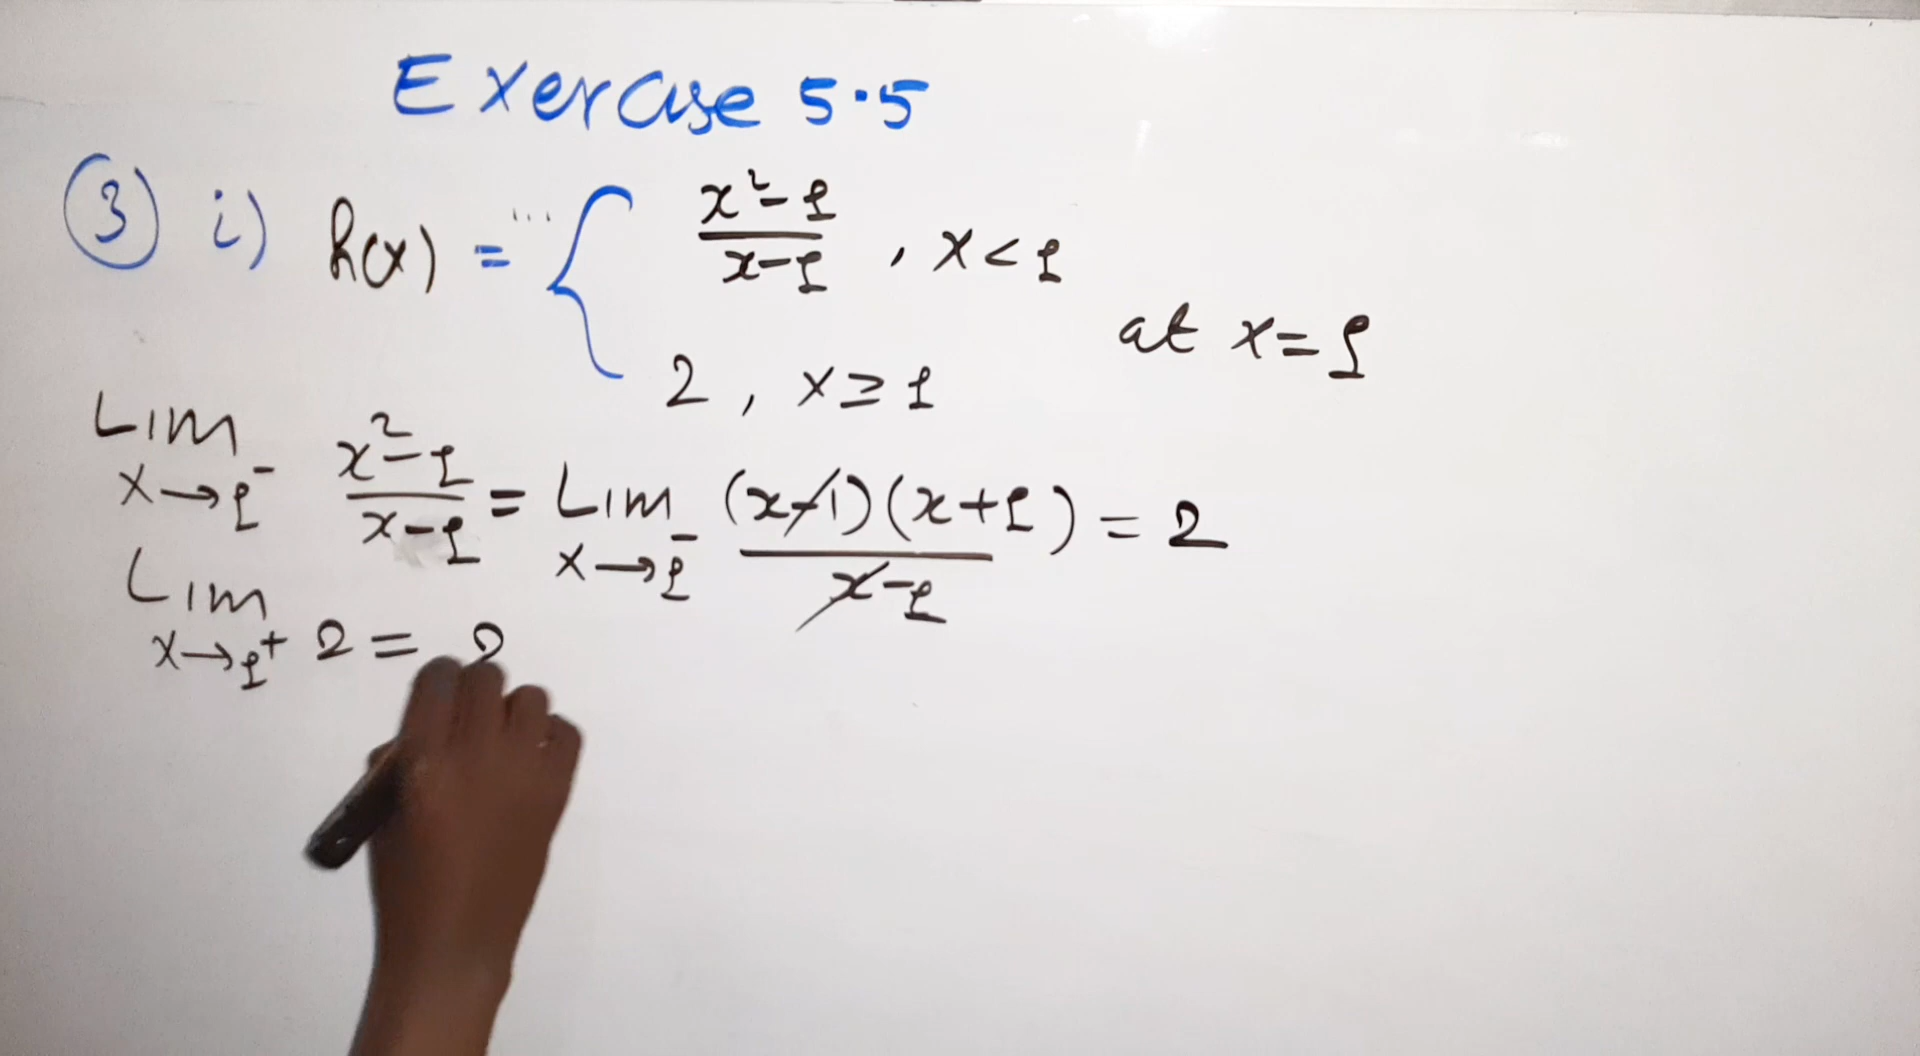 Exercise 5.5
③ i) h(x) = { (x²-1)/(x-1) , x<1
2 , x≥1
at x=1
Lim x→1⁻ (x²-1)/(x-1) = Lim x→1⁻ (x-1)(x+1)/(x-1) = 2
Lim x→1⁺ 2 = 2